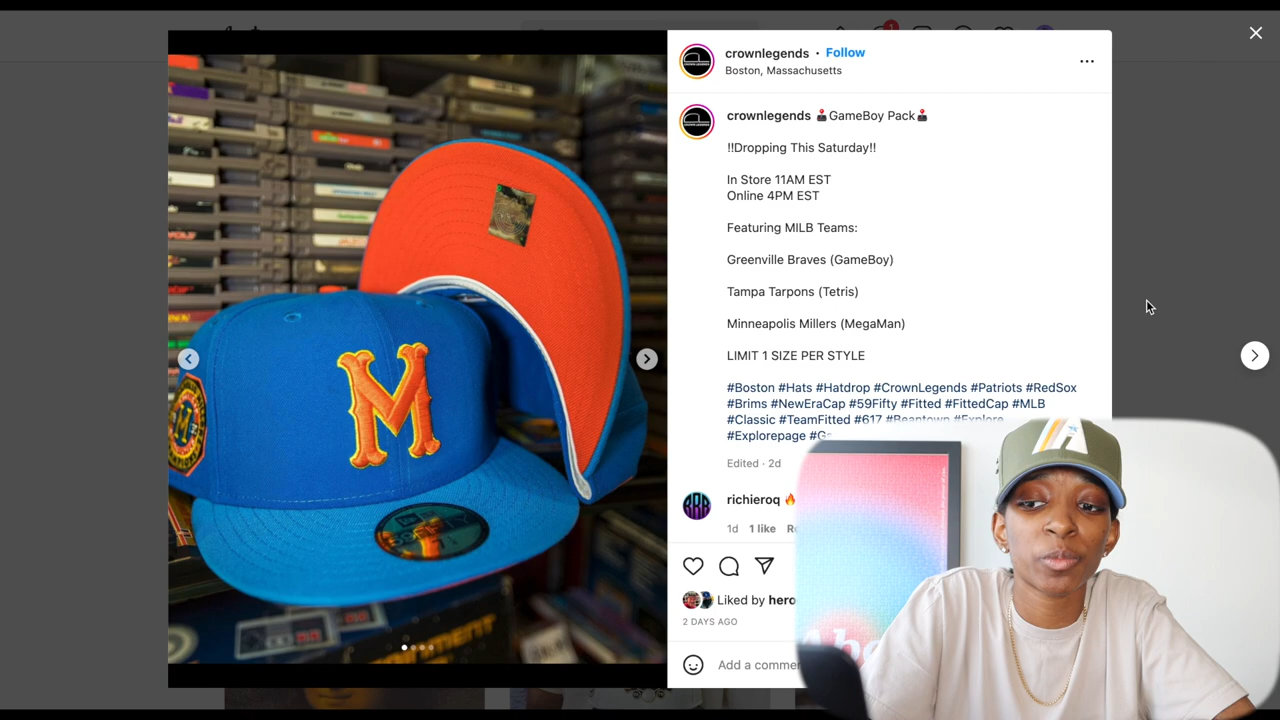 crownlegends • Follow
Boston, Massachusetts
crownlegends 🕹️GameBoy Pack🕹️
!!Dropping This Saturday!!
In Store 11AM EST
Online 4PM EST
Featuring MILB Teams:
Greenville Braves (GameBoy)
Tampa Tarpons (Tetris)
Minneapolis Millers (MegaMan)
LIMIT 1 SIZE PER STYLE
#Boston #Hats #Hatdrop #CrownLegends #Patriots #RedSox
#Brims #NewEraCap #59Fifty #Fitted #FittedCap #MLB
#Classic #TeamFitted #617 #Beantown #Explore
#Explorepage
Edited · 2d
richieroq 🔥
1d 1 like
Liked by
2 DAYS AGO
Add a
M
A
1